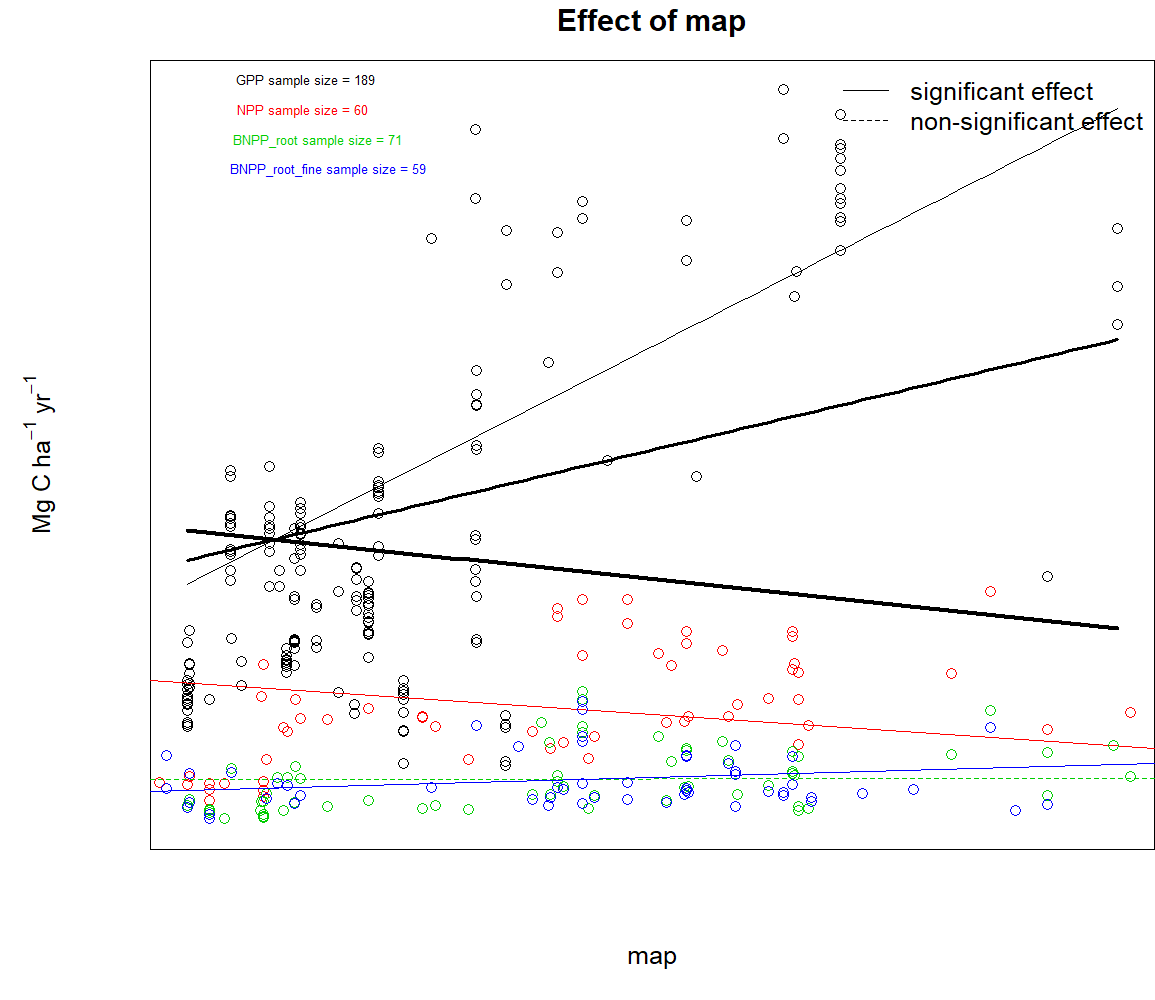 Effect of map
GPP sample size = 189
NPP sample size = 60
BNPP_root sample size = 71
BNPP_root_fine sample size = 59
significant effect
non-significant effect
Mg C ha⁻¹ yr⁻¹
map